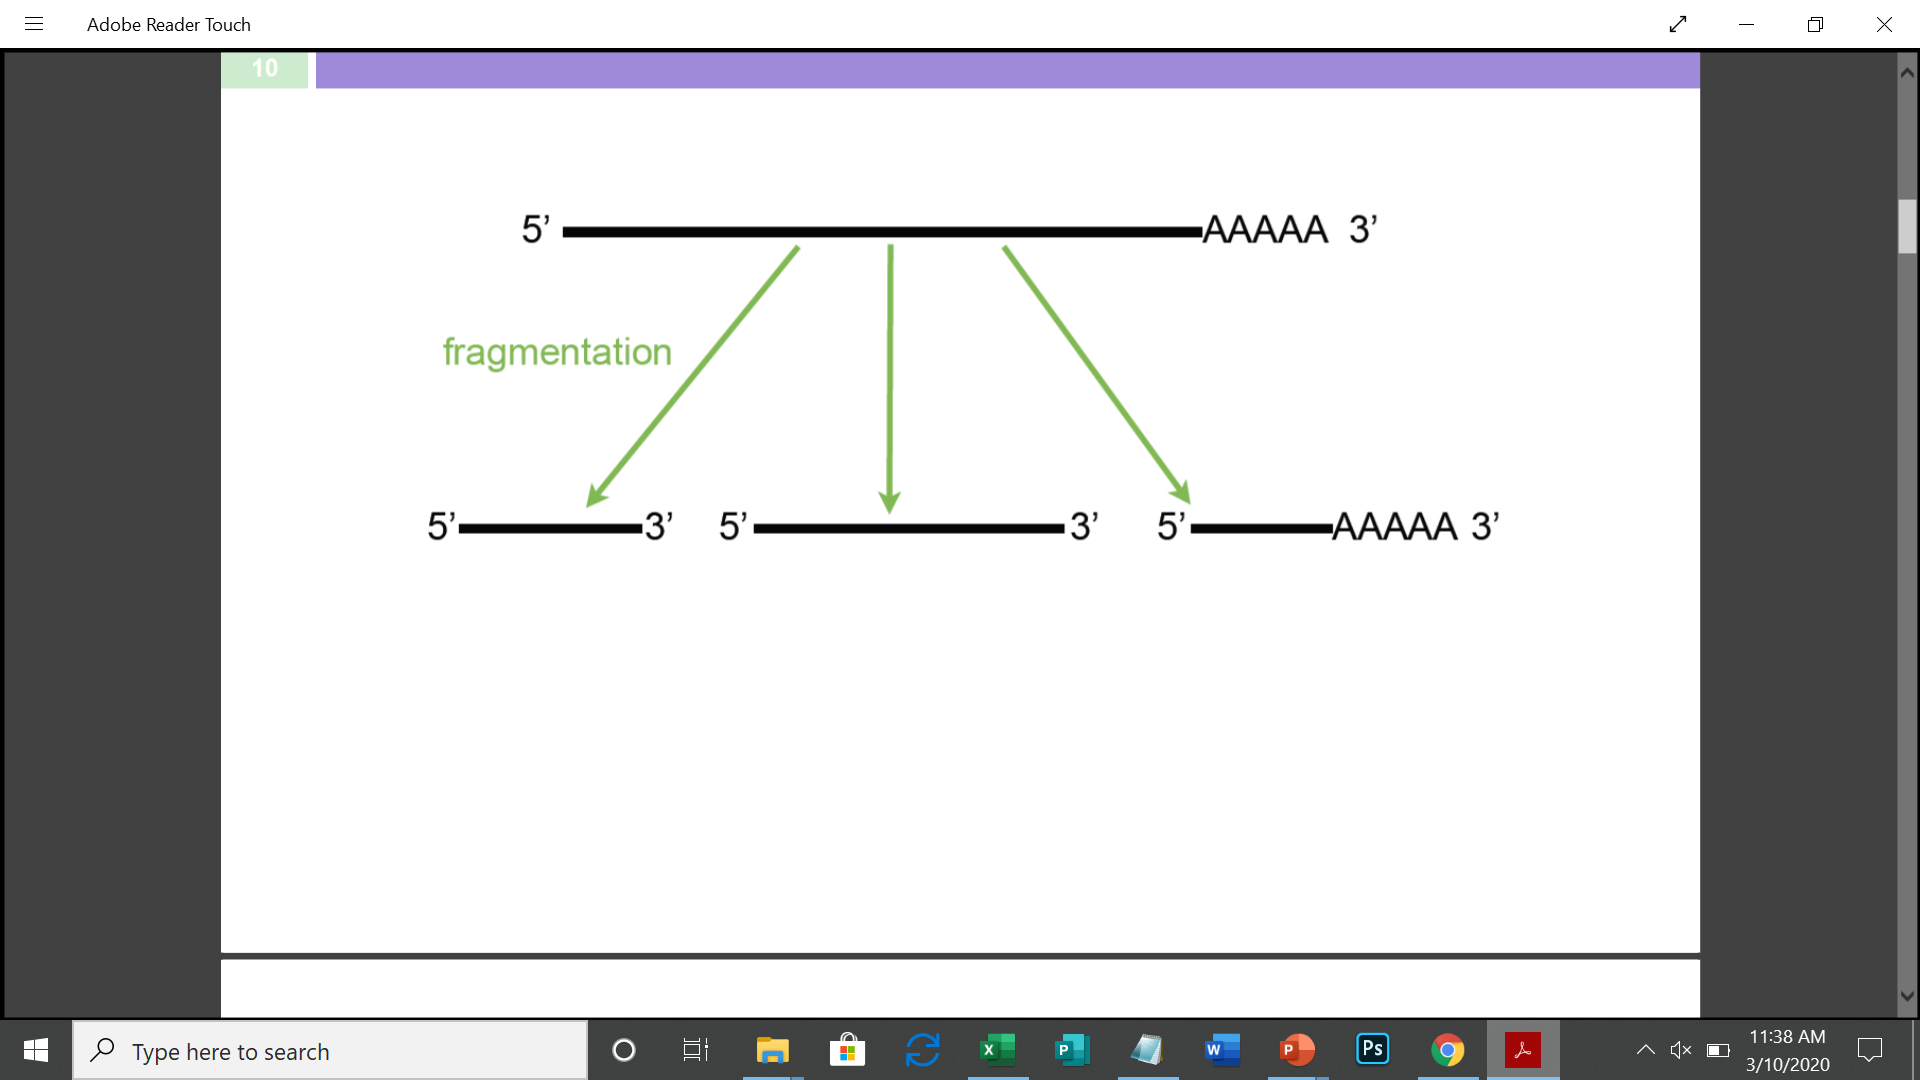 Adobe Reader Touch
10
5’ AAAAA 3’
fragmentation
5’ 3’ 5’ 3’ 5’ AAAAA 3’
Type here to search
11:38 AM
3/10/2020